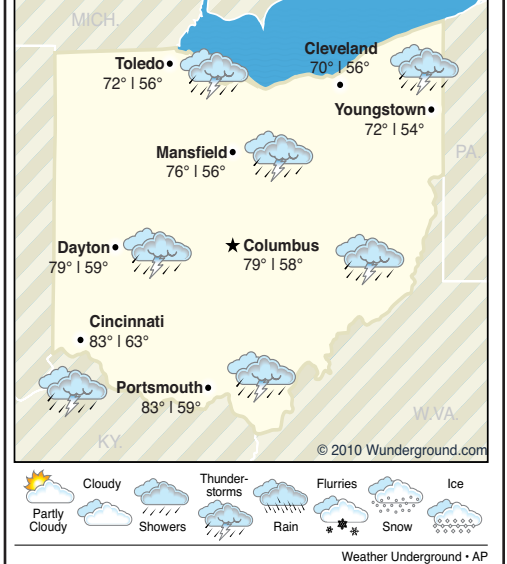 MICH.
Cleveland
70° | 56°
Toledo
72° | 56°
Youngstown
72° | 54°
Mansfield
76° | 56°
PA.
Dayton
79° | 59°
Columbus
79° | 58°
Cincinnati
83° | 63°
Portsmouth
83° | 59°
W.VA.
KY.
© 2010 Wunderground.com
Partly
Cloudy
Cloudy
Showers
Thunder-
storms
Rain
Flurries
Snow
Ice
Weather Underground • AP